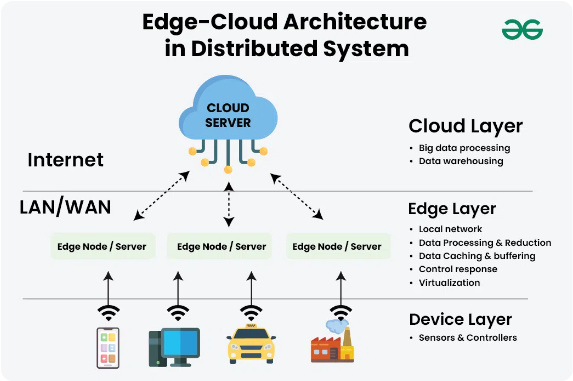 Edge-Cloud Architecture
in Distributed System
CLOUD
SERVER
Cloud Layer
• Big data processing
• Data warehousing
Internet
LAN/WAN
Edge Layer
• Local network
• Data Processing & Reduction
• Data Caching & buffering
• Control response
• Virtualization
Edge Node / Server
Edge Node / Server
Edge Node / Server
Device Layer
• Sensors & Controllers